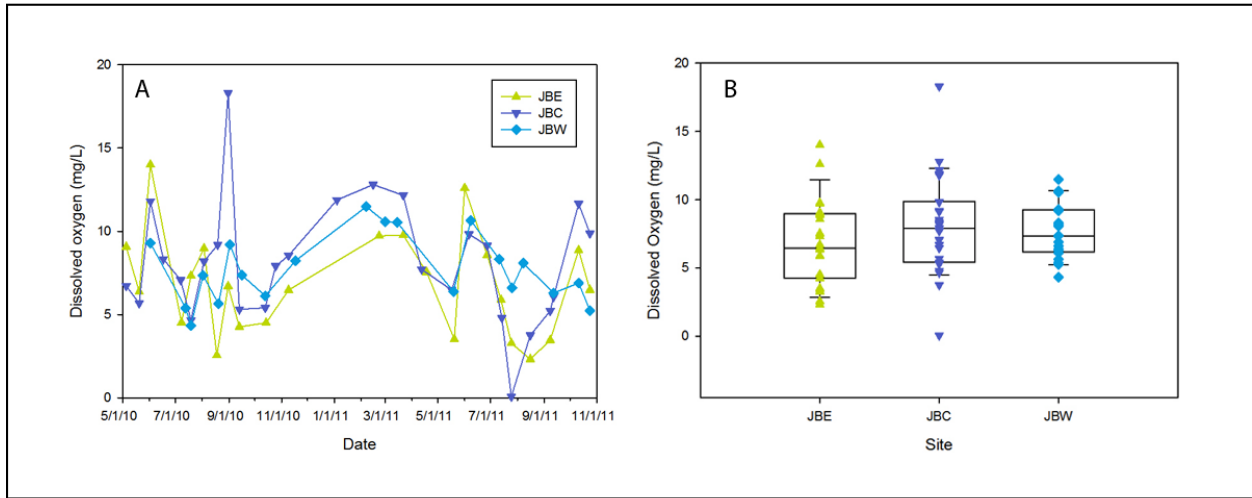 A
20
15
10
5
0
Dissolved oxygen (mg/L)
JBE
JBC
JBW
5/1/10 7/1/10 9/1/10 11/1/10 1/1/11 3/1/11 5/1/11 7/1/11 9/1/11 11/1/11
Date
B
20
15
10
5
0
Dissolved Oxygen (mg/L)
JBE JBC JBW
Site